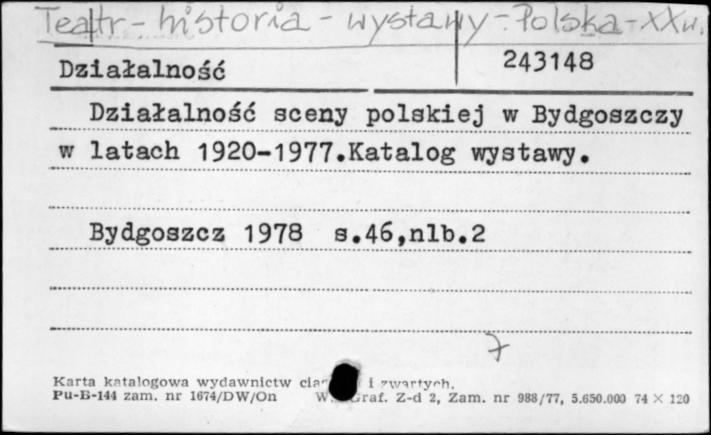 Teatr - historia - wystawy - Polska - XX w.
Działalność 243148
Działalność sceny polskiej w Bydgoszczy
w latach 1920-1977.Katalog wystawy.
Bydgoszcz 1978 s.46,nlb.2
7
Karta katalogowa wydawnictw i zwartych.
Pu-B-144 zam. nr 1674/DW/On Graf. Z-d 2, Zam. nr 988/77, 5.650.000 74 × 120